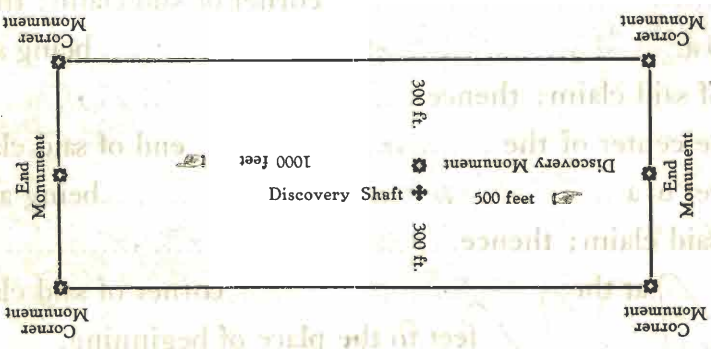 Corner
Monument
Corner
Monument
300 ft.
End
Monument
1000 feet
Discovery Monument
Discovery Shaft
500 feet
End
Monument
300 ft.
Corner
Monument
Corner
Monument